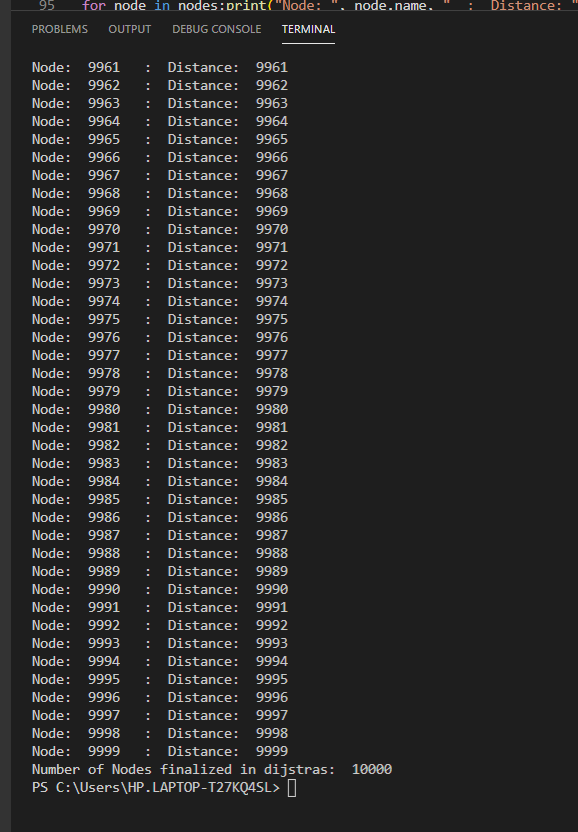 95 for node in nodes:print("Node: ", node.name, "  :  Distance: "
PROBLEMS OUTPUT DEBUG CONSOLE TERMINAL
Node:  9961   :  Distance:  9961
Node:  9962   :  Distance:  9962
Node:  9963   :  Distance:  9963
Node:  9964   :  Distance:  9964
Node:  9965   :  Distance:  9965
Node:  9966   :  Distance:  9966
Node:  9967   :  Distance:  9967
Node:  9968   :  Distance:  9968
Node:  9969   :  Distance:  9969
Node:  9970   :  Distance:  9970
Node:  9971   :  Distance:  9971
Node:  9972   :  Distance:  9972
Node:  9973   :  Distance:  9973
Node:  9974   :  Distance:  9974
Node:  9975   :  Distance:  9975
Node:  9976   :  Distance:  9976
Node:  9977   :  Distance:  9977
Node:  9978   :  Distance:  9978
Node:  9979   :  Distance:  9979
Node:  9980   :  Distance:  9980
Node:  9981   :  Distance:  9981
Node:  9982   :  Distance:  9982
Node:  9983   :  Distance:  9983
Node:  9984   :  Distance:  9984
Node:  9985   :  Distance:  9985
Node:  9986   :  Distance:  9986
Node:  9987   :  Distance:  9987
Node:  9988   :  Distance:  9988
Node:  9989   :  Distance:  9989
Node:  9990   :  Distance:  9990
Node:  9991   :  Distance:  9991
Node:  9992   :  Distance:  9992
Node:  9993   :  Distance:  9993
Node:  9994   :  Distance:  9994
Node:  9995   :  Distance:  9995
Node:  9996   :  Distance:  9996
Node:  9997   :  Distance:  9997
Node:  9998   :  Distance:  9998
Node:  9999   :  Distance:  9999
Number of Nodes finalized in dijstras:  10000
PS C:\Users\HP.LAPTOP-T27KQ4SL>